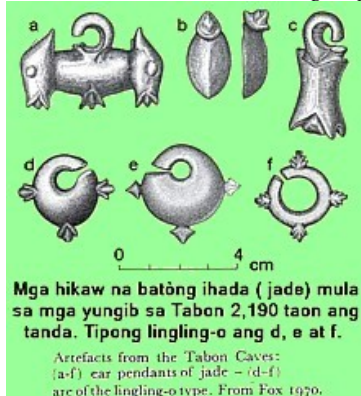 a
b
c
d
e
f
0 4
cm
Mga hikaw na batòng ihada ( jade) mula
sa mga yungib sa Tabon 2,190 taon ang
tanda. Tipong lingling-o ang d, e at f.
Artefacts from the Tabon Caves:
(a-f) ear pendants of jade – (d–f)
are of the lingling-o type. From Fox 1970.